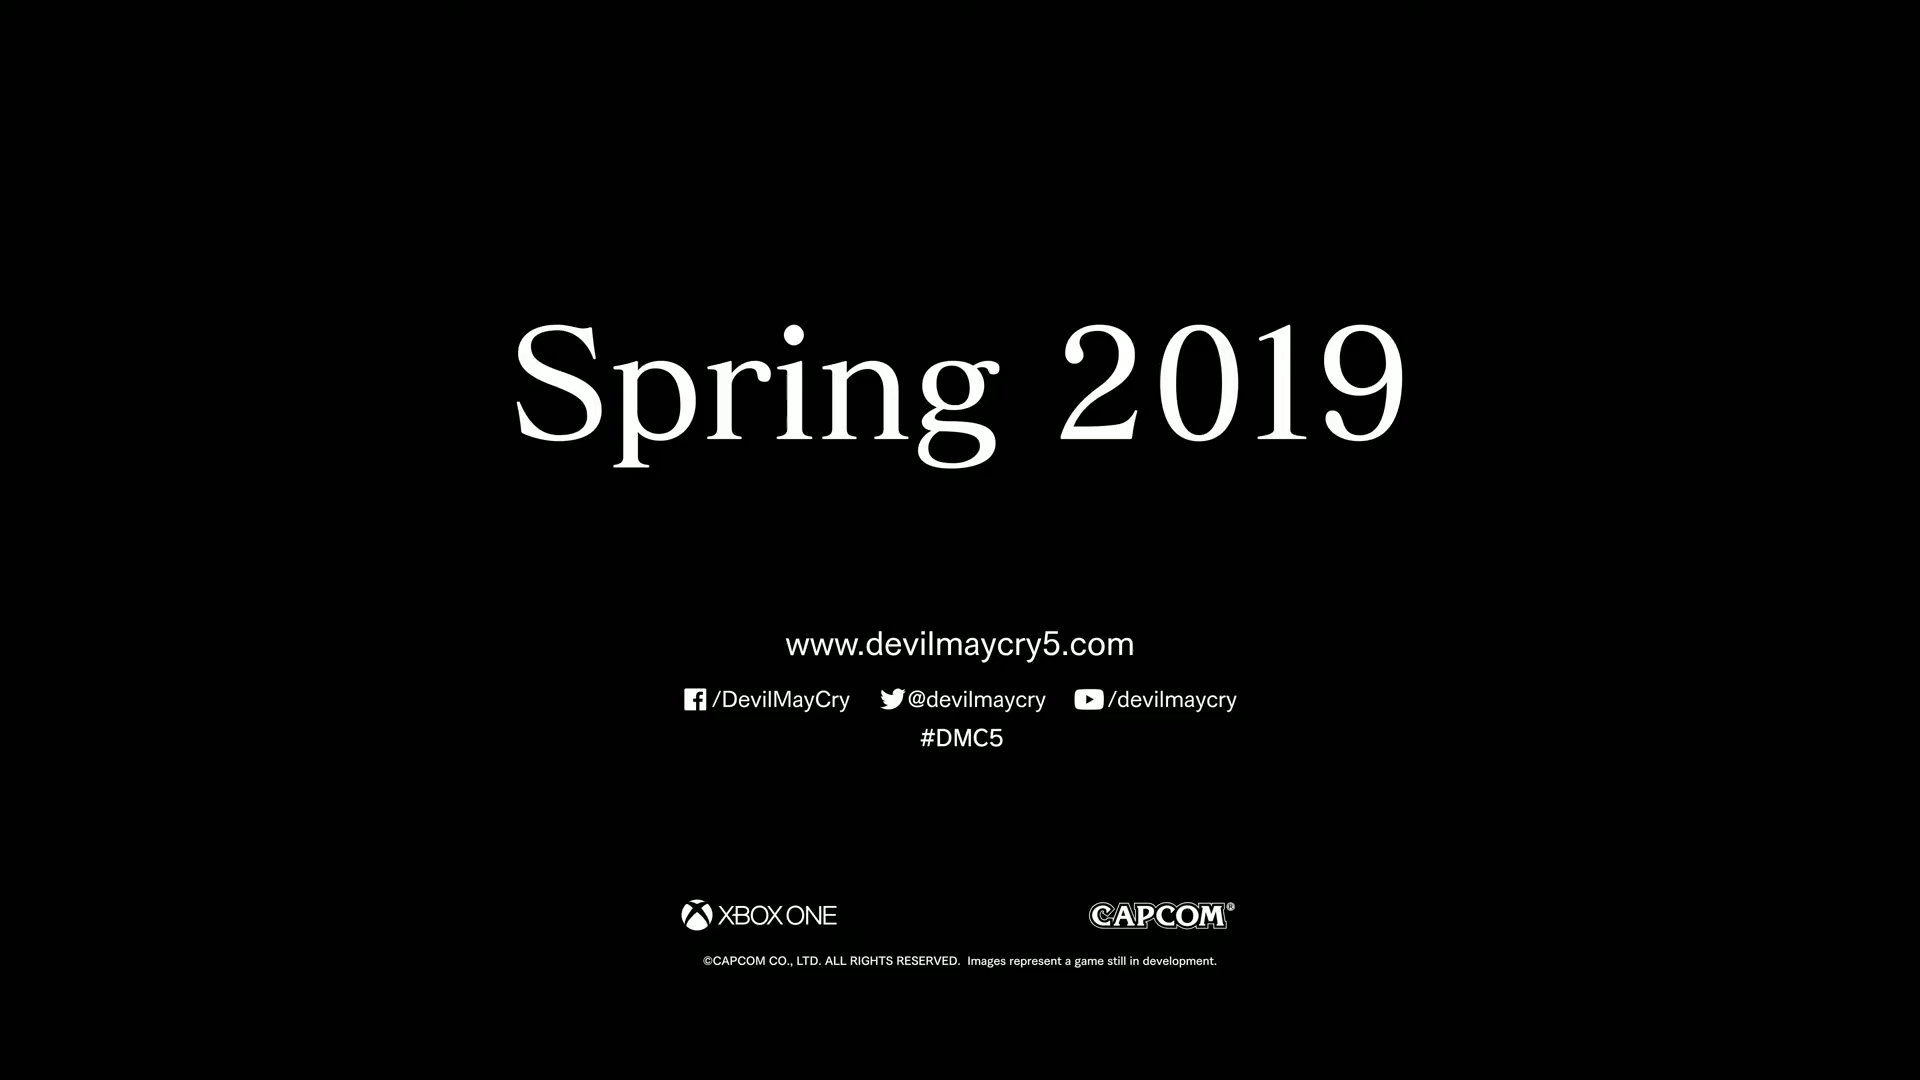 Spring 2019
www.devilmaycry5.com
/DevilMayCry @devilmaycry /devilmaycry
#DMC5
XBOX ONE CAPCOM®
©CAPCOM CO., LTD. ALL RIGHTS RESERVED. Images represent a game still in development.